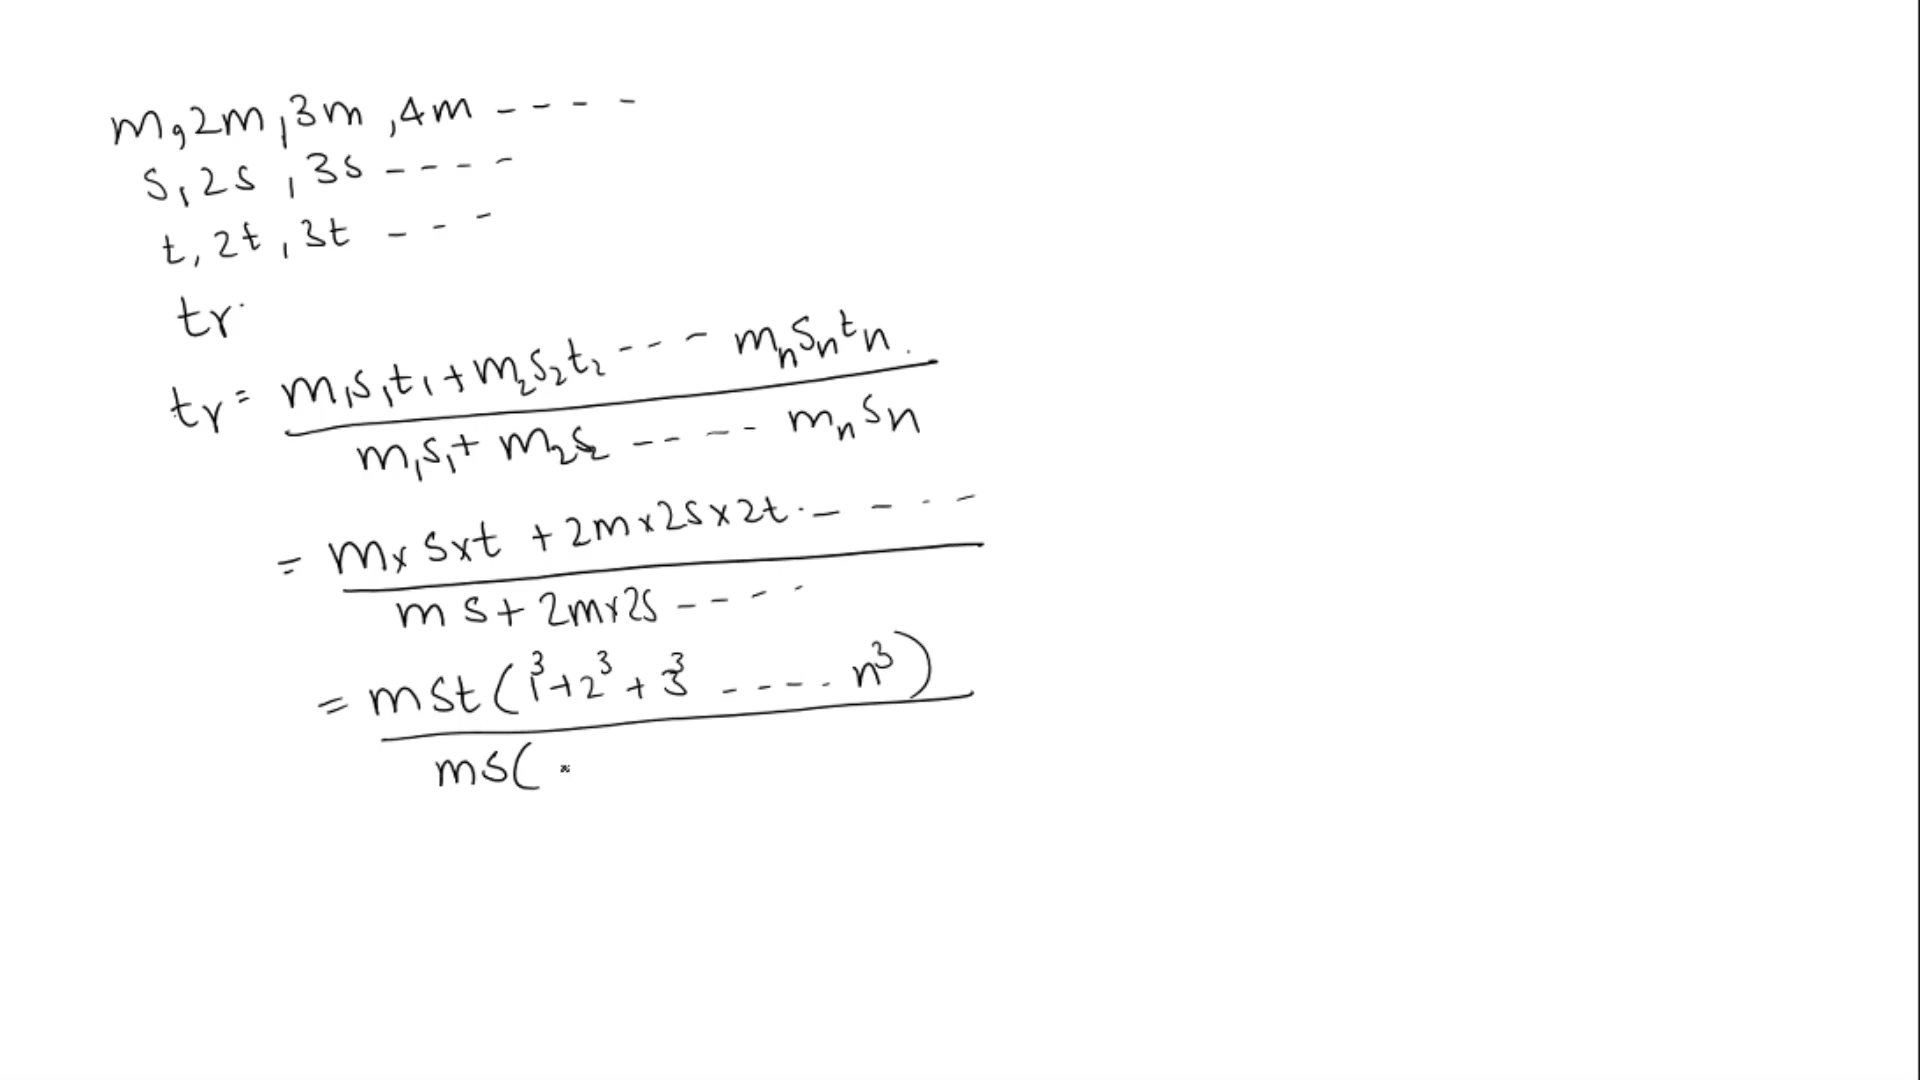 m, 2m, 3m, 4m ----
s, 2s, 3s ----
t, 2t, 3t ---
tr
tr = m₁s₁t₁ + m₂s₂t₂ --- mₙsₙtₙ
m₁s₁ + m₂s₂ ----- mₙsₙ
= m x s x t + 2m x 2s x 2t ----
ms + 2m x 2s ----
= mst(1³ + 2³ + 3³ ---- n³)
ms(